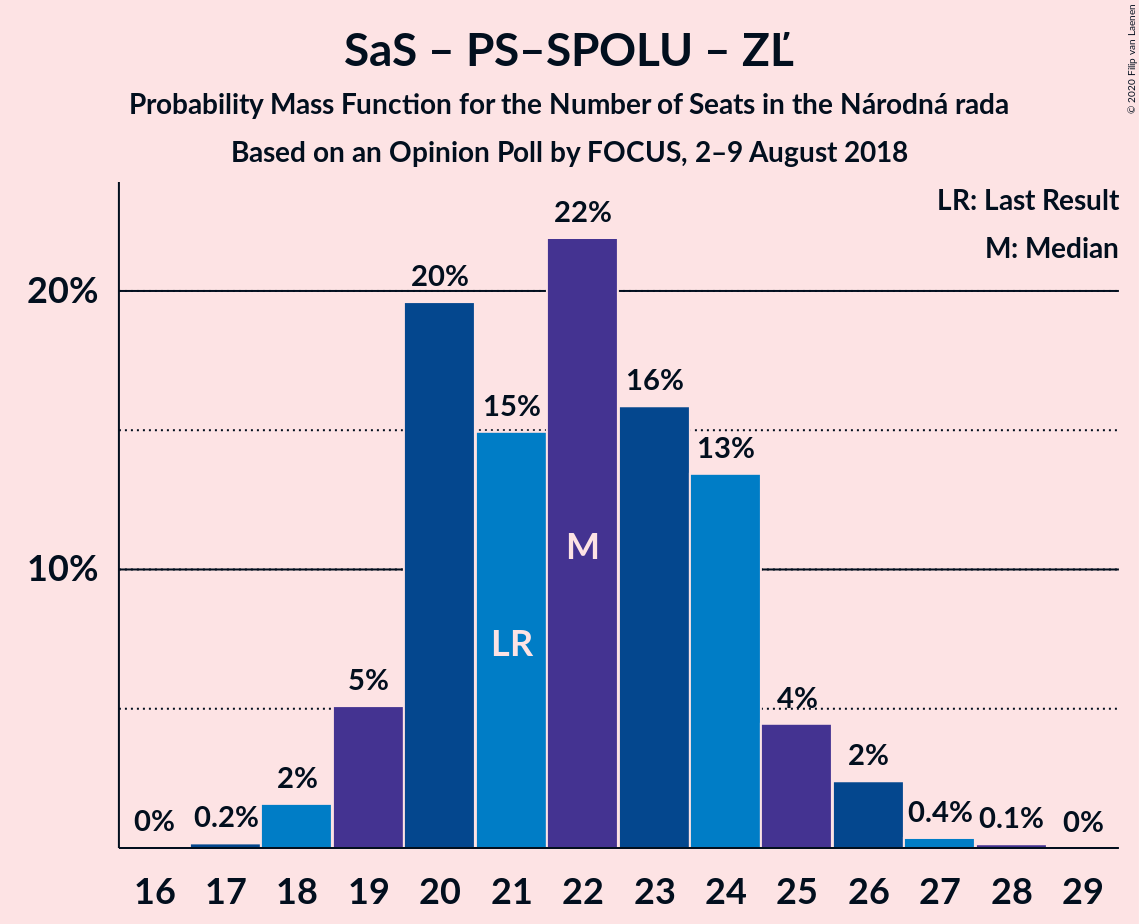 SaS – PS–SPOLU – ZĽ
Probability Mass Function for the Number of Seats in the Národná rada
Based on an Opinion Poll by FOCUS, 2–9 August 2018
© 2020 Filip van Laenen
LR: Last Result
M: Median
20%
10%
0%
0.2%
2%
5%
20%
15%
22%
16%
13%
4%
2%
0.4%
0.1%
0%
LR
M
16 17 18 19 20 21 22 23 24 25 26 27 28 29